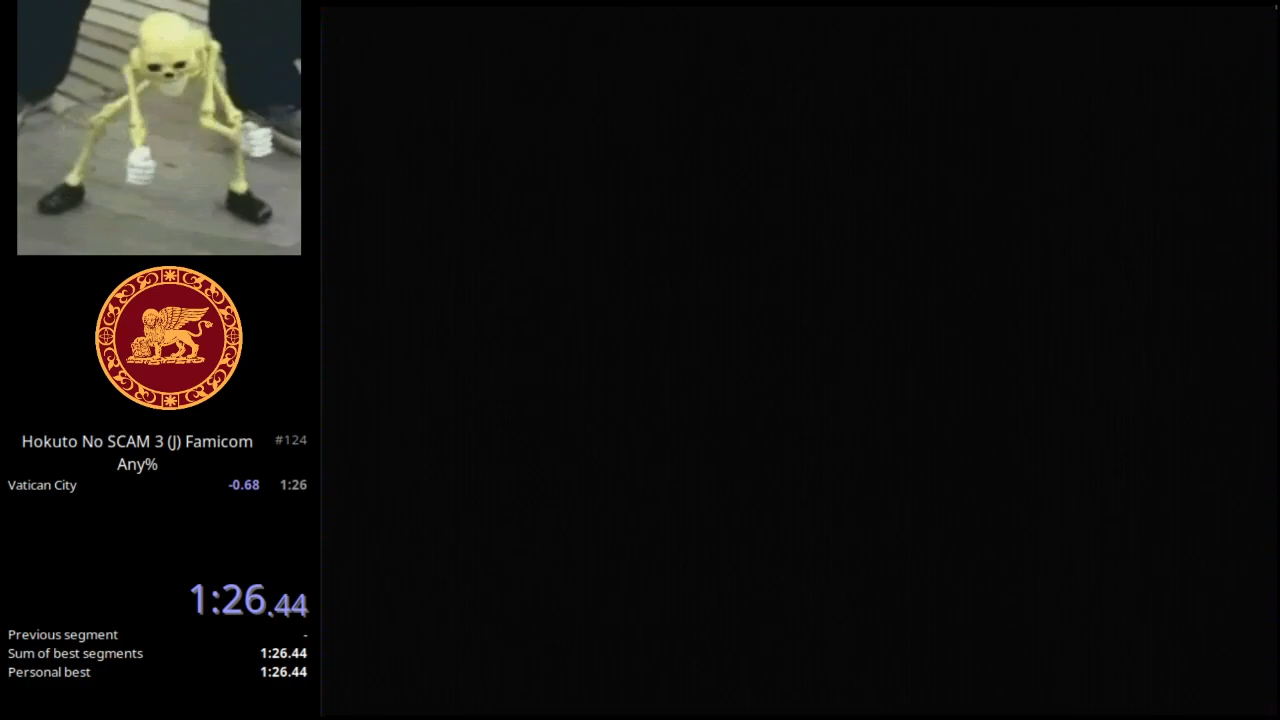 Hokuto No SCAM 3 (J) Famicom #124
Any%
Vatican City -0.68 1:26
1:26.44
Previous segment -
Sum of best segments 1:26.44
Personal best 1:26.44